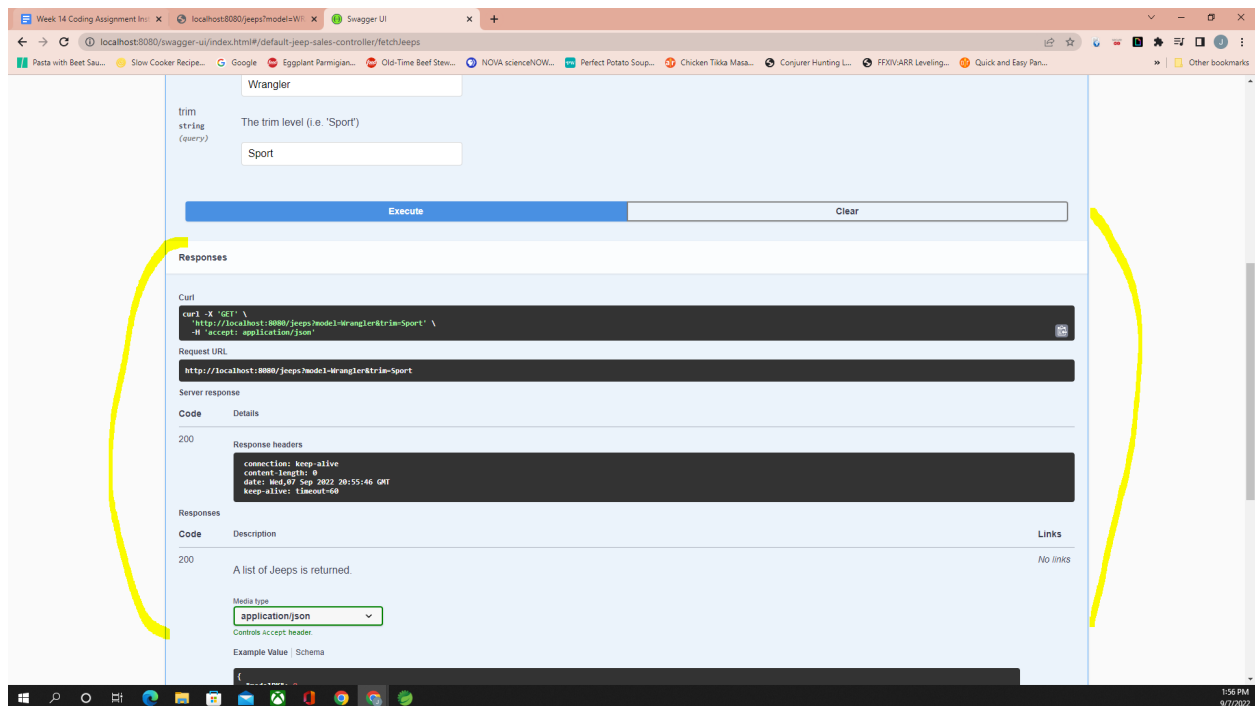 Week 14 Coding Assignment Inst
localhost:8080/jeeps?model=WR
Swagger UI
localhost:8080/swagger-ui/index.html#/default-jeep-sales-controller/fetchJeeps
Pasta with Beet Sau...
Slow Cooker Recipe...
Google
Eggplant Parmigian...
Old-Time Beef Stew...
NOVA scienceNOW...
Perfect Potato Soup...
Chicken Tikka Masa...
Conjurer Hunting L...
FFXIV:ARR Leveling...
Quick and Easy Pan...
»
Other bookmarks
Wrangler
trim
string
(query)
The trim level (i.e. 'Sport')
Sport
Execute
Clear
Responses
Curl
curl -X 'GET' \
'http://localhost:8080/jeeps?model=Wrangler&trim=Sport' \
-H 'accept: application/json'
Request URL
http://localhost:8080/jeeps?model=Wrangler&trim=Sport
Server response
Code Details
200
Response headers
connection: keep-alive
content-length: 0
date: Wed,07 Sep 2022 20:55:46 GMT
keep-alive: timeout=60
Responses
Code Description Links
200
A list of Jeeps is returned.
No links
Media type
application/json
Controls Accept header.
Example Value | Schema
{
1:56 PM
9/7/2022